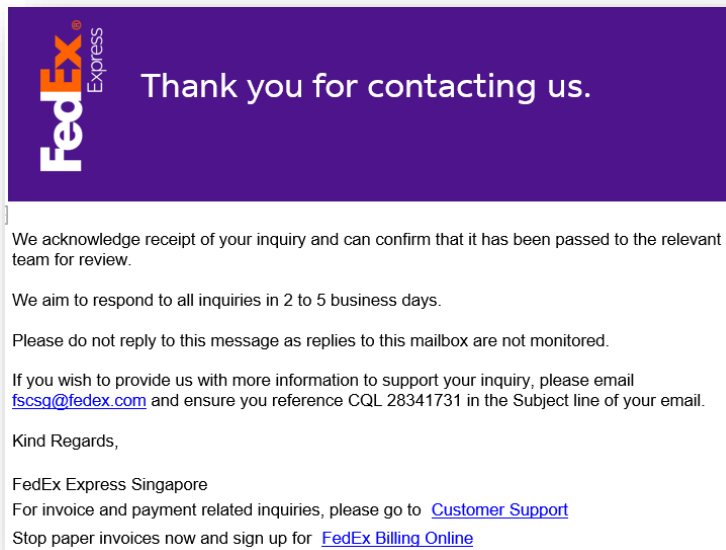 FedEx®
Express
Thank you for contacting us.
We acknowledge receipt of your inquiry and can confirm that it has been passed to the relevant
team for review.
We aim to respond to all inquiries in 2 to 5 business days.
Please do not reply to this message as replies to this mailbox are not monitored.
If you wish to provide us with more information to support your inquiry, please email
fscsg@fedex.com and ensure you reference CQL 28341731 in the Subject line of your email.
Kind Regards,
FedEx Express Singapore
For invoice and payment related inquiries, please go to Customer Support
Stop paper invoices now and sign up for FedEx Billing Online